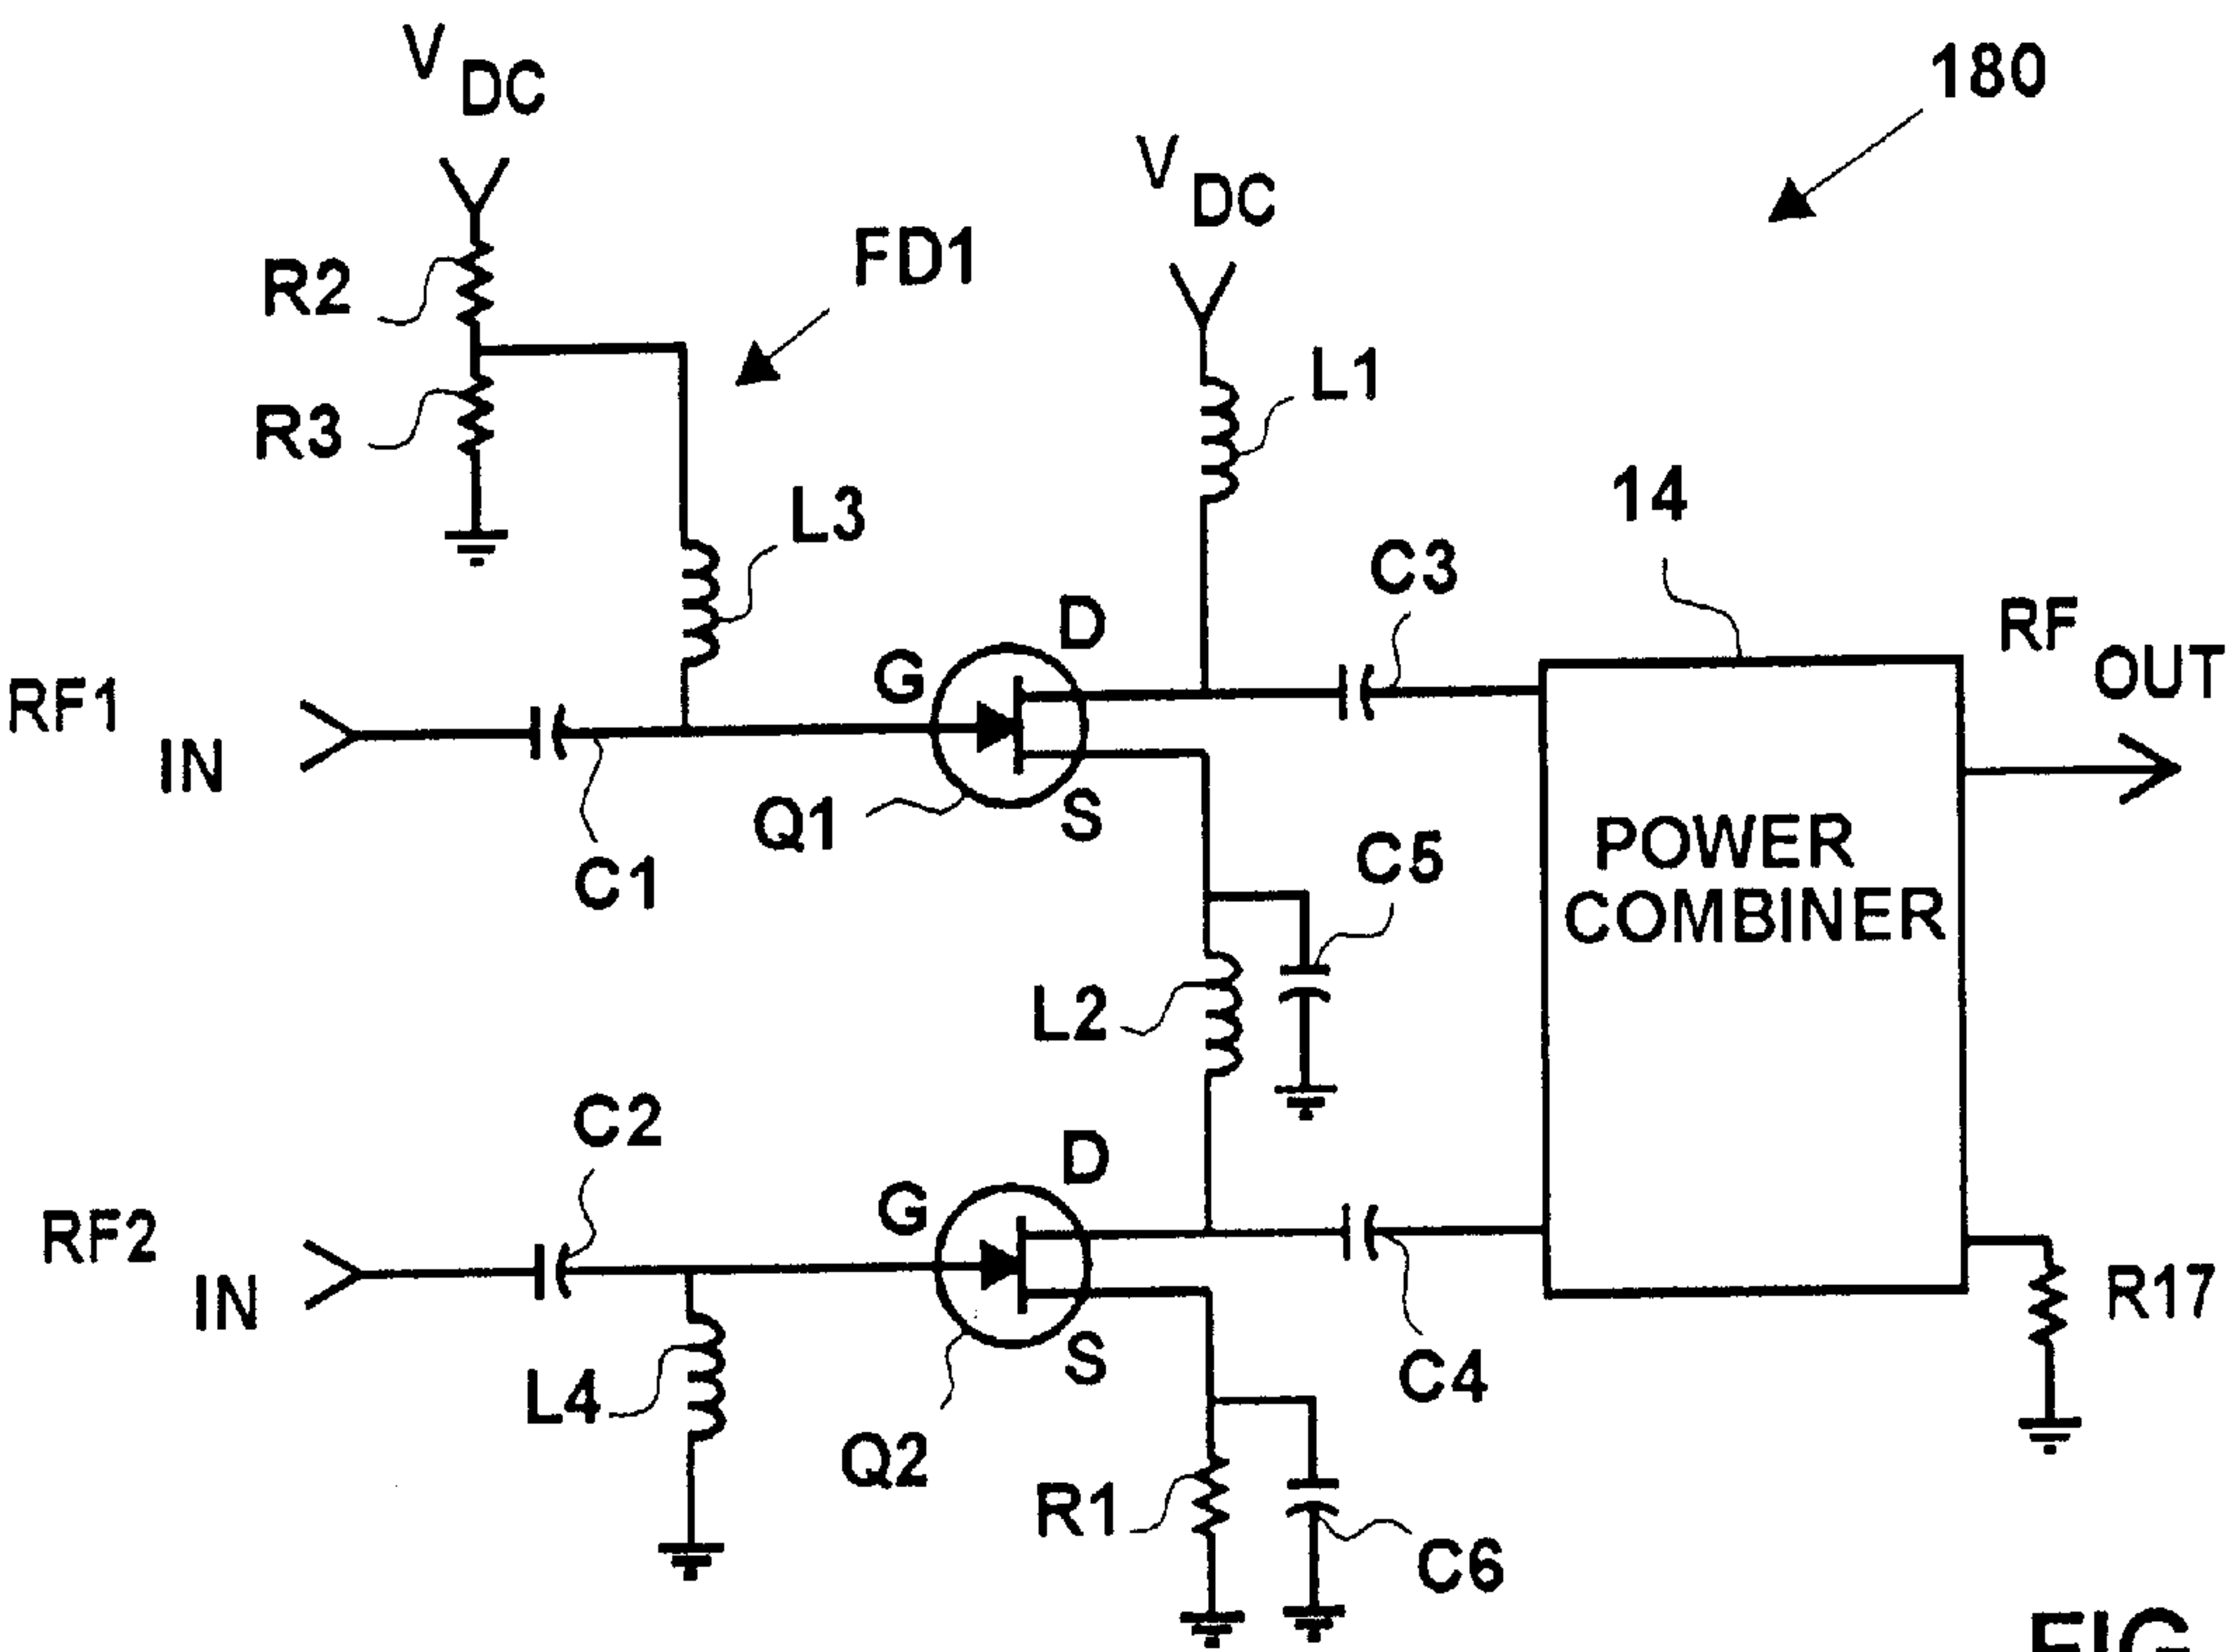 V DC
180
V DC
FD1
R2
L1
R3
14
L3
C3
D
RF OUT
G
RF1 IN
Q1
S
C5
C1
POWER
COMBINER
L2
C2
D
G
RF2 IN
R17
S
C4
L4
Q2
R1
C6
FIG